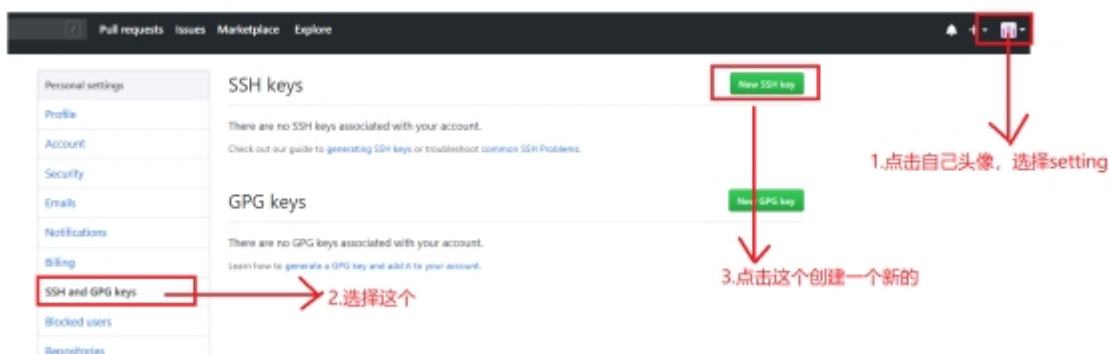 /
Pull requests Issues Marketplace Explore
Personal settings
Profile
Account
Security
Emails
Notifications
Billing
SSH and GPG keys
Blocked users
Repositories
SSH keys
New SSH key
There are no SSH keys associated with your account.
Check out our guide to generating SSH keys or troubleshoot common SSH Problems.
GPG keys
New GPG key
There are no GPG keys associated with your account.
Learn how to generate a GPG key and add it to your account.
1.点击自己头像，选择setting
2.选择这个
3.点击这个创建一个新的